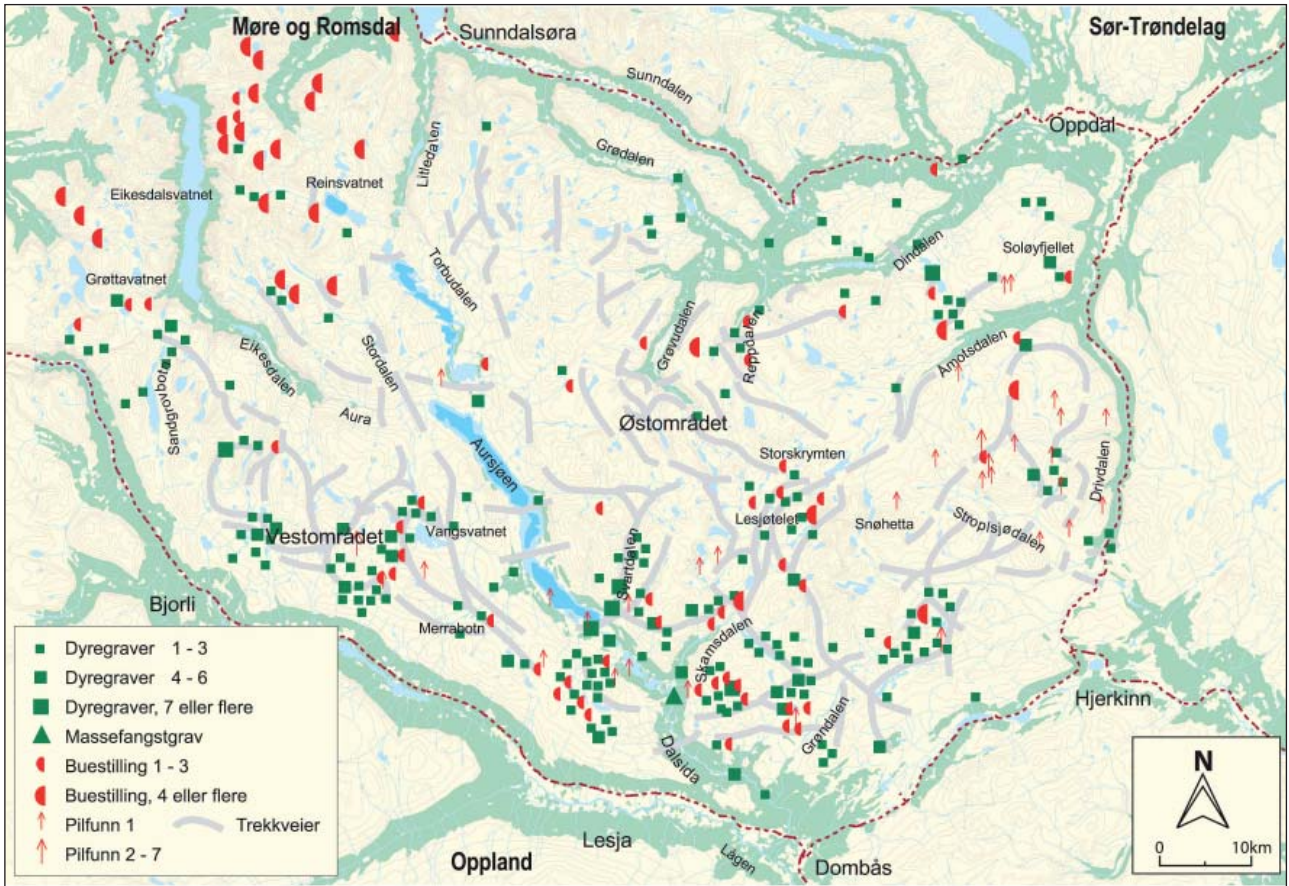 Møre og Romsdal
Sunndalsøra
Sør-Trøndelag
Sunndalen
Oppdal
Grødalen
Littledalen
Eikesdalsvatnet
Reinsvatnet
Torbudalen
Dindalen
Soløyfjellet
Grøttavatnet
Grøvudalen
Reppdalen
Åmotsdalen
Eikesdalen
Stordalen
Sandgrovbotn
Aura
Aursjøen
Østområdet
Storskrymten
Drivdalen
Vestområdet
Vangsvatnet
Lesjøtelet
Snøhetta
Stroplsjødalen
Svartdalen
Bjorli
Merrabotn
Skamsdalen
Grøndalen
Hjerkinn
Dalsida
Lesja
Lågen
Dombås
Oppland
Dyregraver 1 - 3
Dyregraver 4 - 6
Dyregraver, 7 eller flere
Massefangstgrav
Buestilling 1 - 3
Buestilling, 4 eller flere
Pilfunn 1 Trekkveier
Pilfunn 2 - 7
N
0 10km